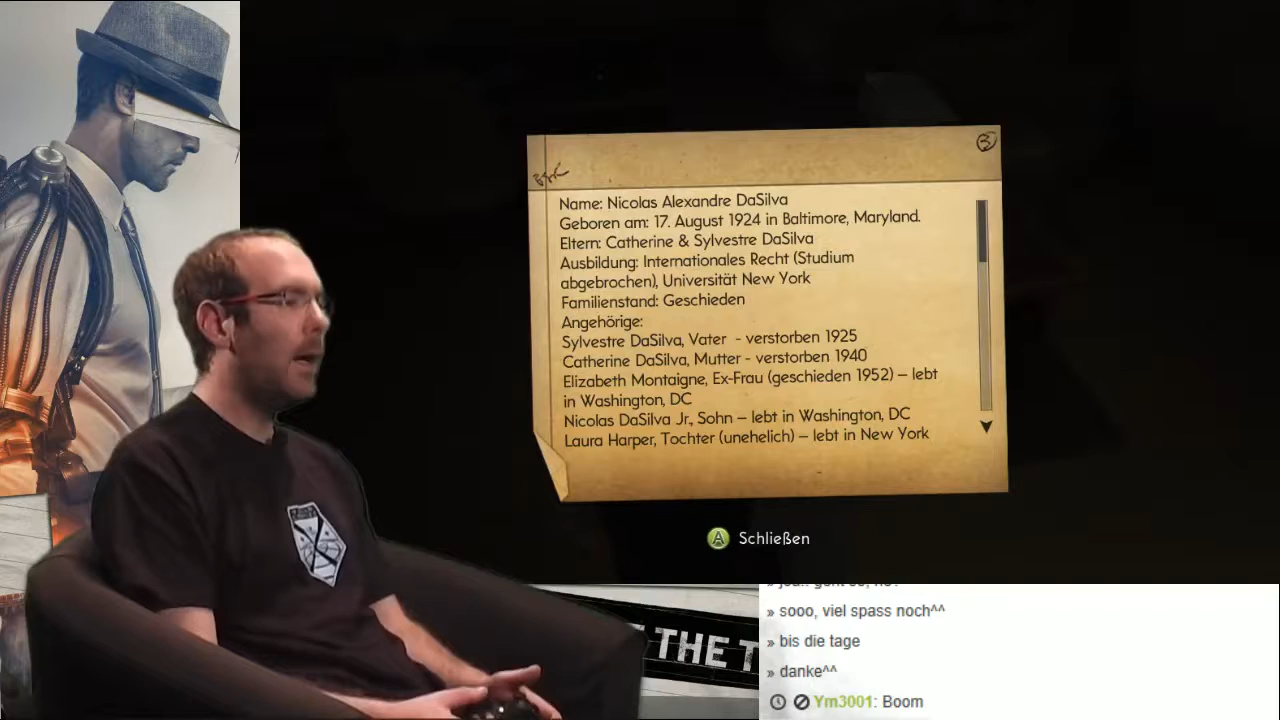 3
Name: Nicolas Alexandre DaSilva
Geboren am: 17. August 1924 in Baltimore, Maryland.
Eltern: Catherine & Sylvestre DaSilva
Ausbildung: Internationales Recht (Studium
abgebrochen), Universität New York
Familienstand: Geschieden
Angehörige:
Sylvestre DaSilva, Vater - verstorben 1925
Catherine DaSilva, Mutter - verstorben 1940
Elizabeth Montaigne, Ex-Frau (geschieden 1952) – lebt
in Washington, DC
Nicolas DaSilva Jr., Sohn – lebt in Washington, DC
Laura Harper, Tochter (unehelich) – lebt in New York
A Schließen
THE T
» sooo, viel spass noch^^
» bis die tage
» danke^^
Ym3001: Boom